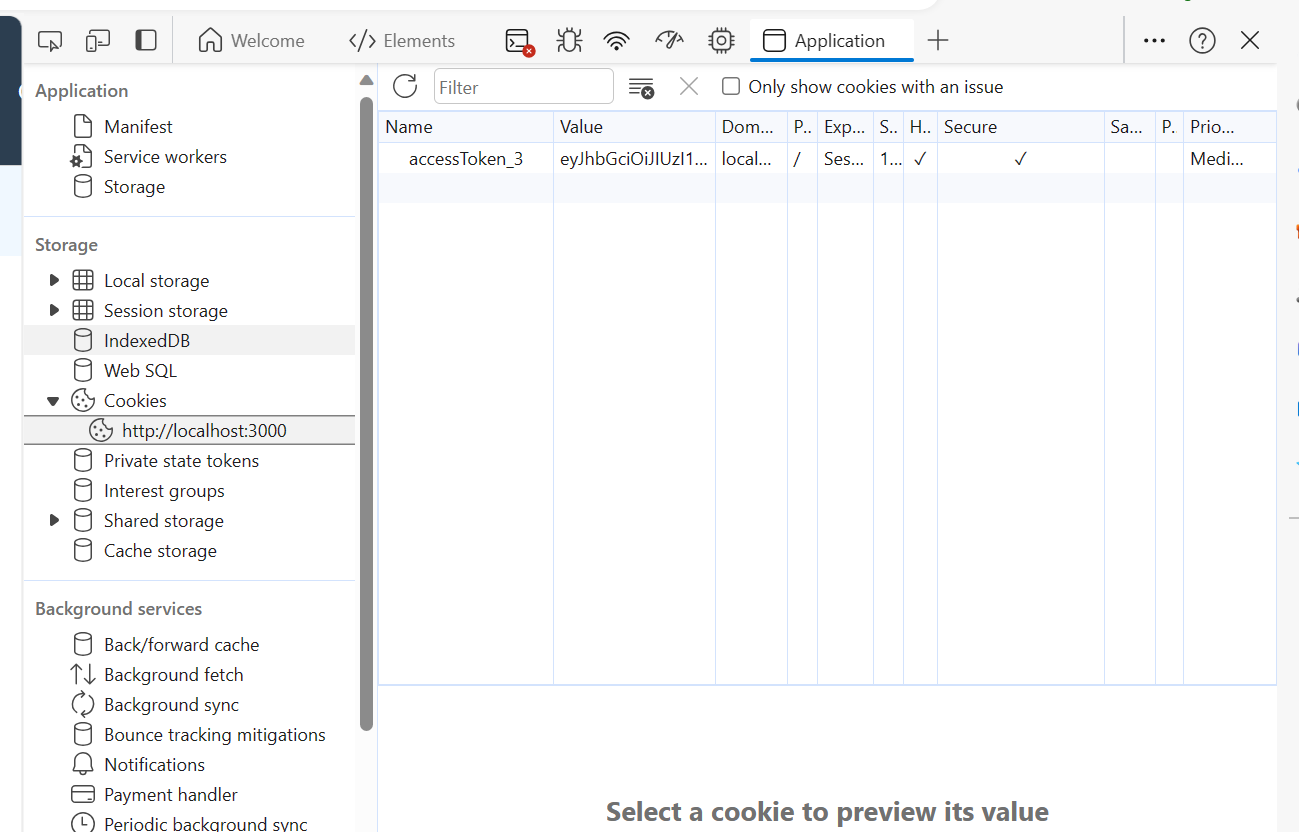 Welcome
Elements
Application
Application
Manifest
Service workers
Storage
Storage
Local storage
Session storage
IndexedDB
Web SQL
Cookies
http://localhost:3000
Private state tokens
Interest groups
Shared storage
Cache storage
Background services
Back/forward cache
Background fetch
Background sync
Bounce tracking mitigations
Notifications
Payment handler
Periodic background sync
Filter
Only show cookies with an issue
Name Value Dom... P.. Exp... S.. H.. Secure Sa... P.. Prio...
accessToken_3 eyJhbGciOiJIUzI1... local... / Ses... 1... ✓ ✓ Medi...
Select a cookie to preview its value